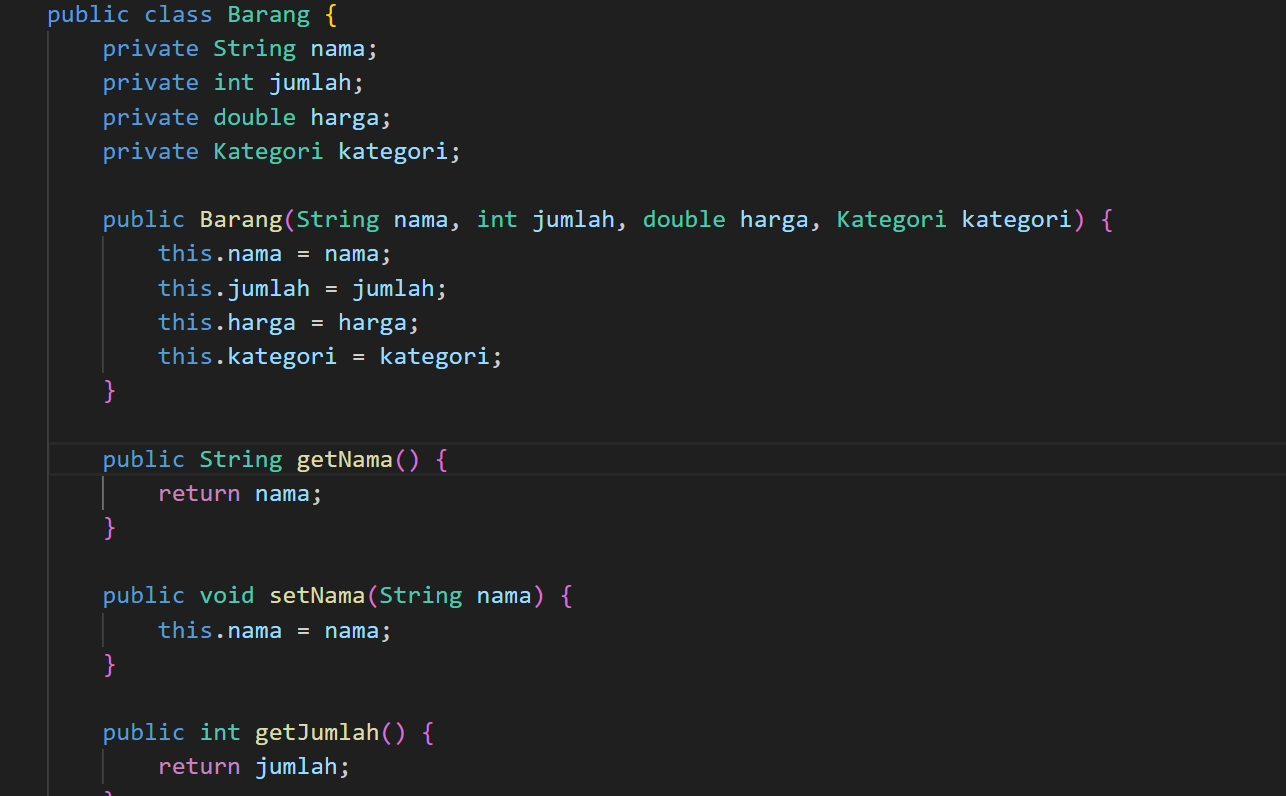 public class Barang {
    private String nama;
    private int jumlah;
    private double harga;
    private Kategori kategori;

    public Barang(String nama, int jumlah, double harga, Kategori kategori) {
        this.nama = nama;
        this.jumlah = jumlah;
        this.harga = harga;
        this.kategori = kategori;
    }

    public String getNama() {
        return nama;
    }

    public void setNama(String nama) {
        this.nama = nama;
    }

    public int getJumlah() {
        return jumlah;
    }